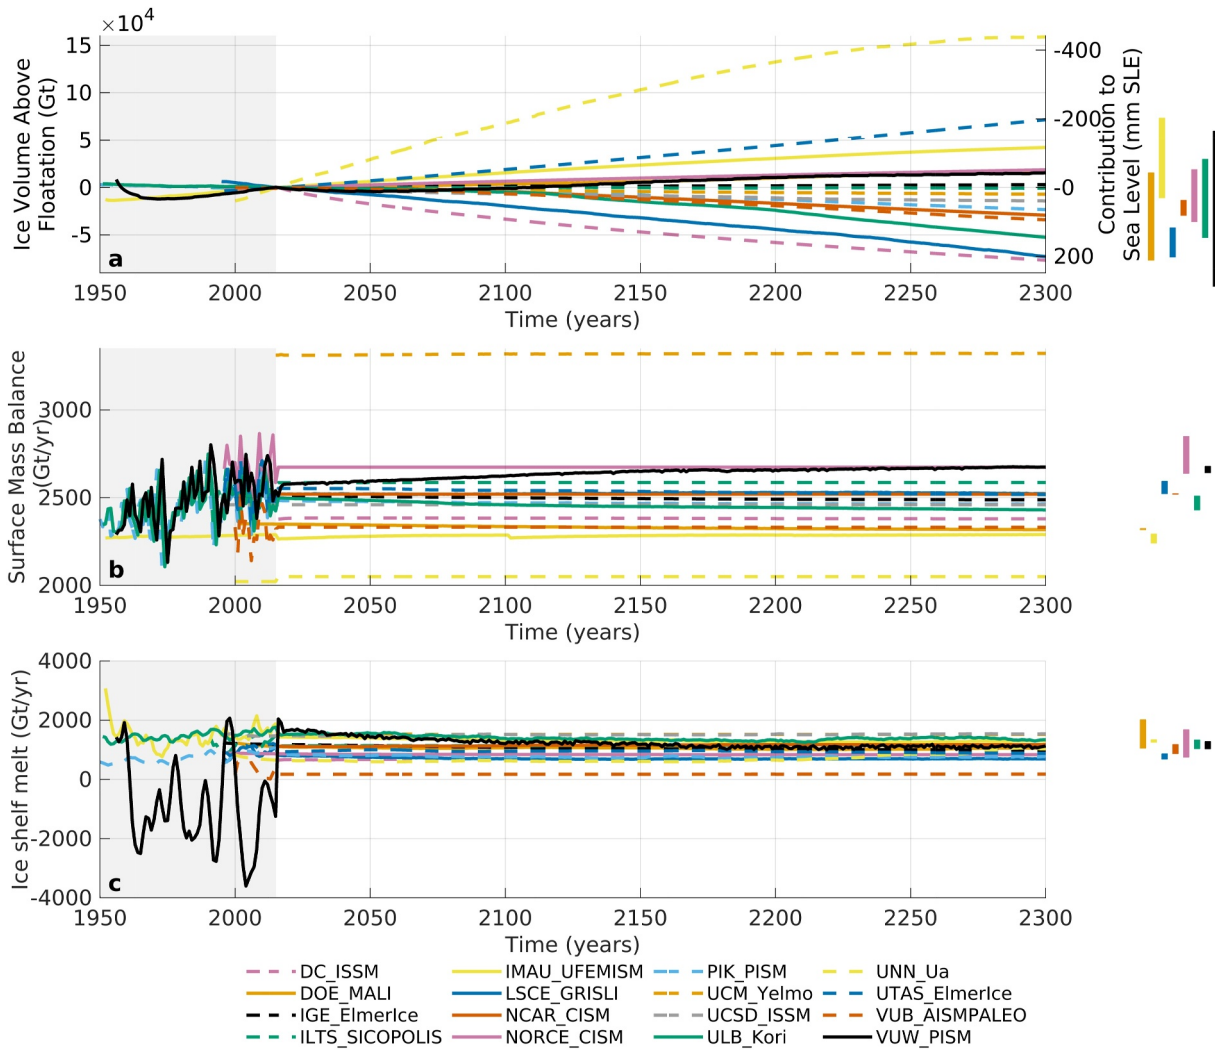 ×10⁴
15
10
5
0
-5
Ice Volume Above
Floatation (Gt)
-400
-200
-0
200
Contribution to
Sea Level (mm SLE)
a
1950 2000 2050 2100 2150 2200 2250 2300
Time (years)
3000
2500
2000
Surface Mass Balance
(Gt/yr)
b
1950 2000 2050 2100 2150 2200 2250 2300
Time (years)
4000
2000
0
-2000
-4000
Ice shelf melt (Gt/yr)
c
1950 2000 2050 2100 2150 2200 2250 2300
Time (years)
DC_ISSM IMAU_UFEMISM PIK_PISM UNN_Ua
DOE_MALI LSCE_GRISLI UCM_Yelmo UTAS_ElmerIce
IGE_ElmerIce NCAR_CISM UCSD_ISSM VUB_AISMPALEO
ILTS_SICOPOLIS NORCE_CISM ULB_Kori VUW_PISM